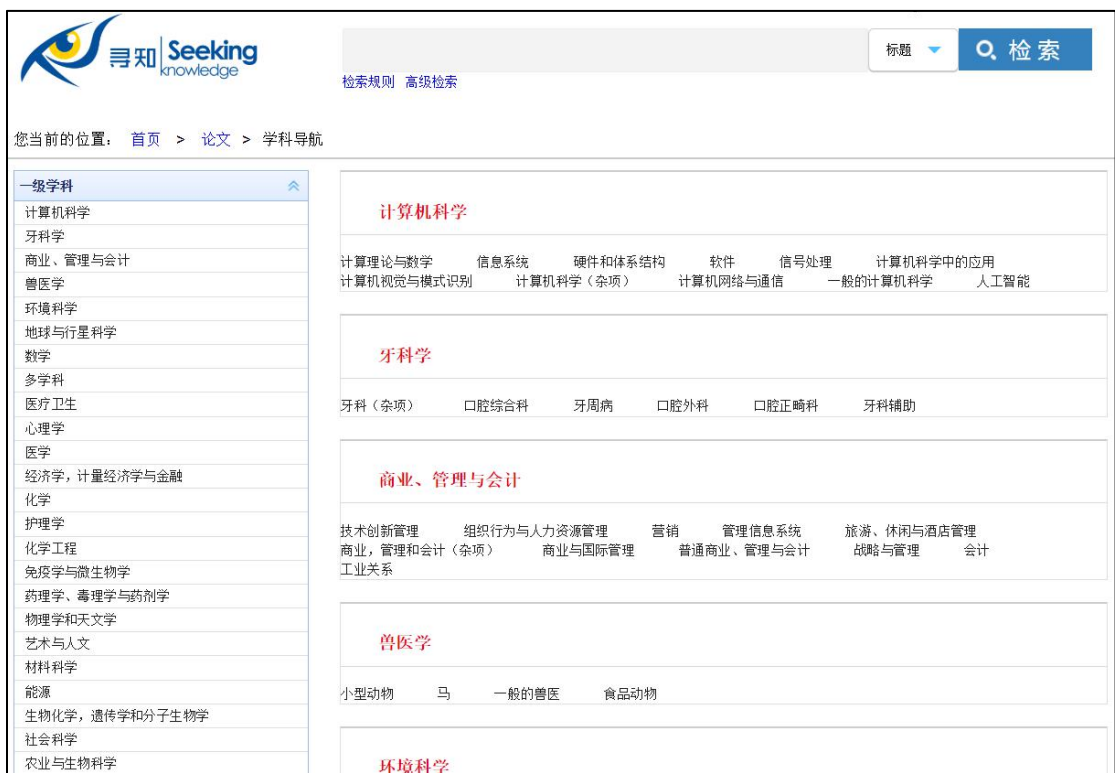 寻知 Seeking knowledge
标题 检索
检索规则 高级检索
您当前的位置： 首页 > 论文 > 学科导航
一级学科
计算机科学
牙科学
商业、管理与会计
兽医学
环境科学
地球与行星科学
数学
多学科
医疗卫生
心理学
医学
经济学，计量经济学与金融
化学
护理学
化学工程
免疫学与微生物学
药理学、毒理学与药剂学
物理学和天文学
艺术与人文
材料科学
能源
生物化学，遗传学和分子生物学
社会科学
农业与生物科学
计算机科学
计算理论与数学 信息系统 硬件和体系结构 软件 信号处理 计算机科学中的应用
计算机视觉与模式识别 计算机科学（杂项） 计算机网络与通信 一般的计算机科学 人工智能
牙科学
牙科（杂项） 口腔综合科 牙周病 口腔外科 口腔正畸科 牙科辅助
商业、管理与会计
技术创新管理 组织行为与人力资源管理 营销 管理信息系统 旅游、休闲与酒店管理
商业，管理和会计（杂项） 商业与国际管理 普通商业、管理与会计 战略与管理 会计
工业关系
兽医学
小型动物 马 一般的兽医 食品动物
环境科学